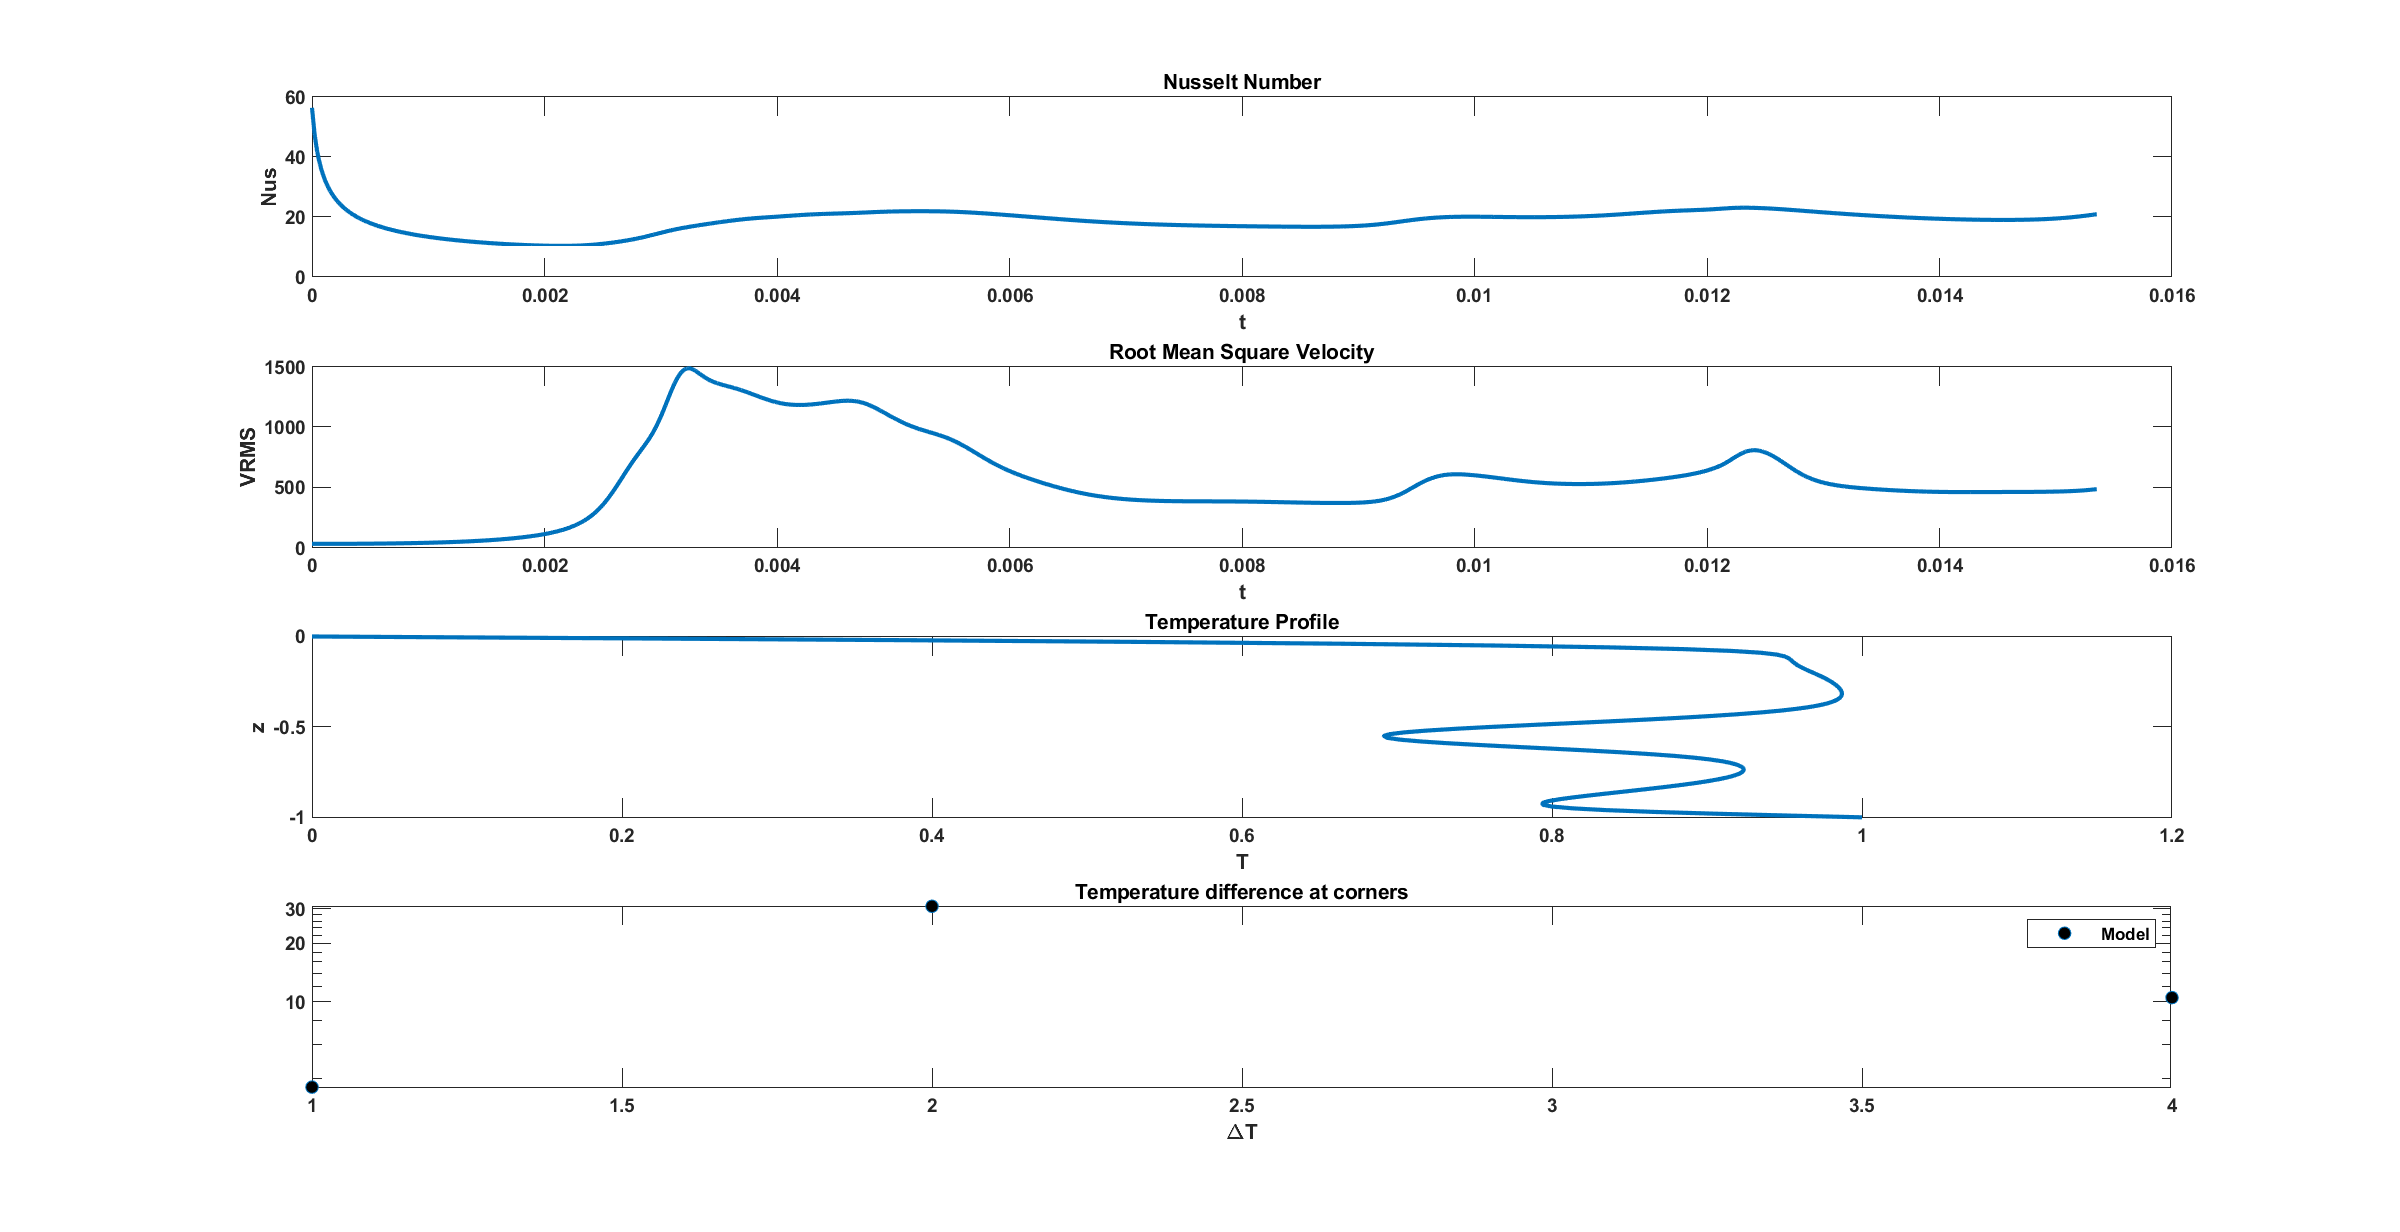 Nusselt Number
60
40
20
0
Nus
0 0.002 0.004 0.006 0.008 0.01 0.012 0.014 0.016
t
Root Mean Square Velocity
1500
1000
500
0
VRMS
0 0.002 0.004 0.006 0.008 0.01 0.012 0.014 0.016
t
Temperature Profile
0
-0.5
-1
z
0 0.2 0.4 0.6 0.8 1 1.2
T
Temperature difference at corners
30
20
10
Model
1 1.5 2 2.5 3 3.5 4
ΔT